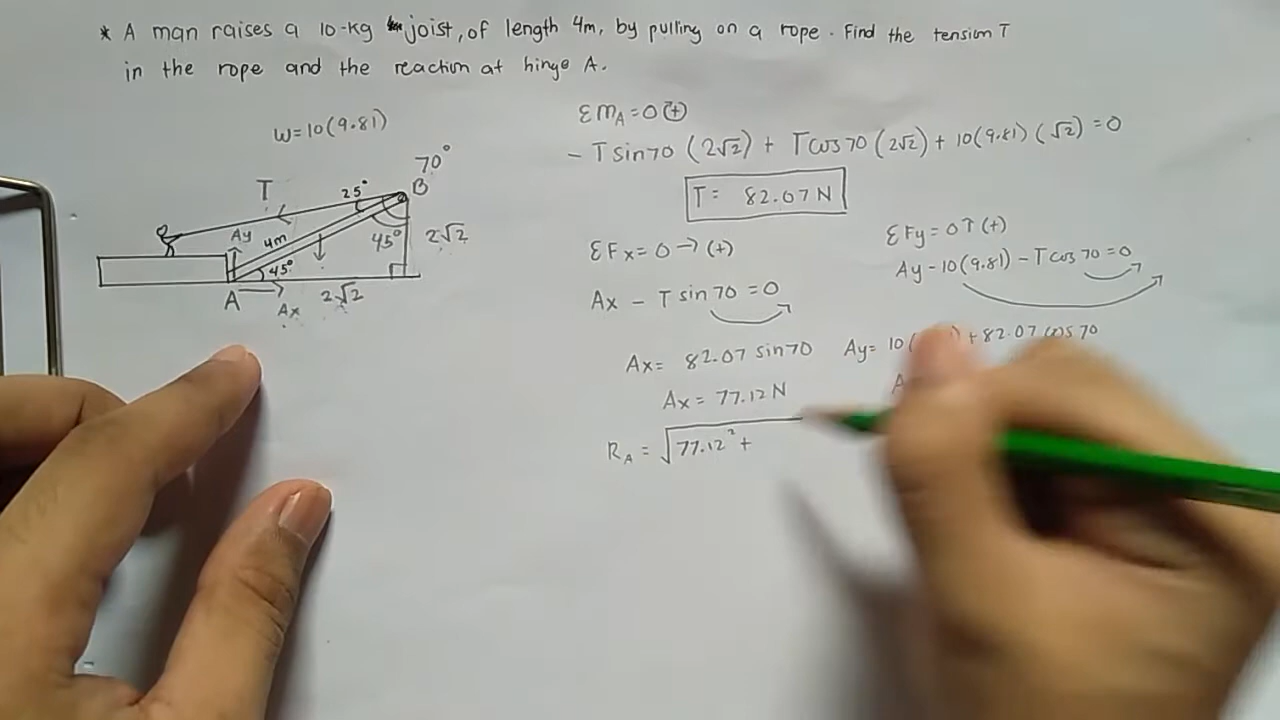 * A man raises a 10-kg joist, of length 4m, by pulling on a rope. Find the tension T
in the rope and the reaction at hinge A.
W=10(9.81)
70°
T
25°
B
Ay
4m
45°
2√2
45°
A
Ax
2√2
ΣMA=0(+)
- T sin70 (2√2) + T cos70 (2√2) + 10(9.81) (√2) = 0
T= 82.07 N
ΣFx=0→(+)
Ax - T sin 70 = 0
Ax= 82.07 sin70
Ax = 77.12 N
RA = √77.12² +
ΣFy=0↑(+)
Ay-10(9.81) - T cos 70 = 0
Ay= 10( +82.07 cos 70
A